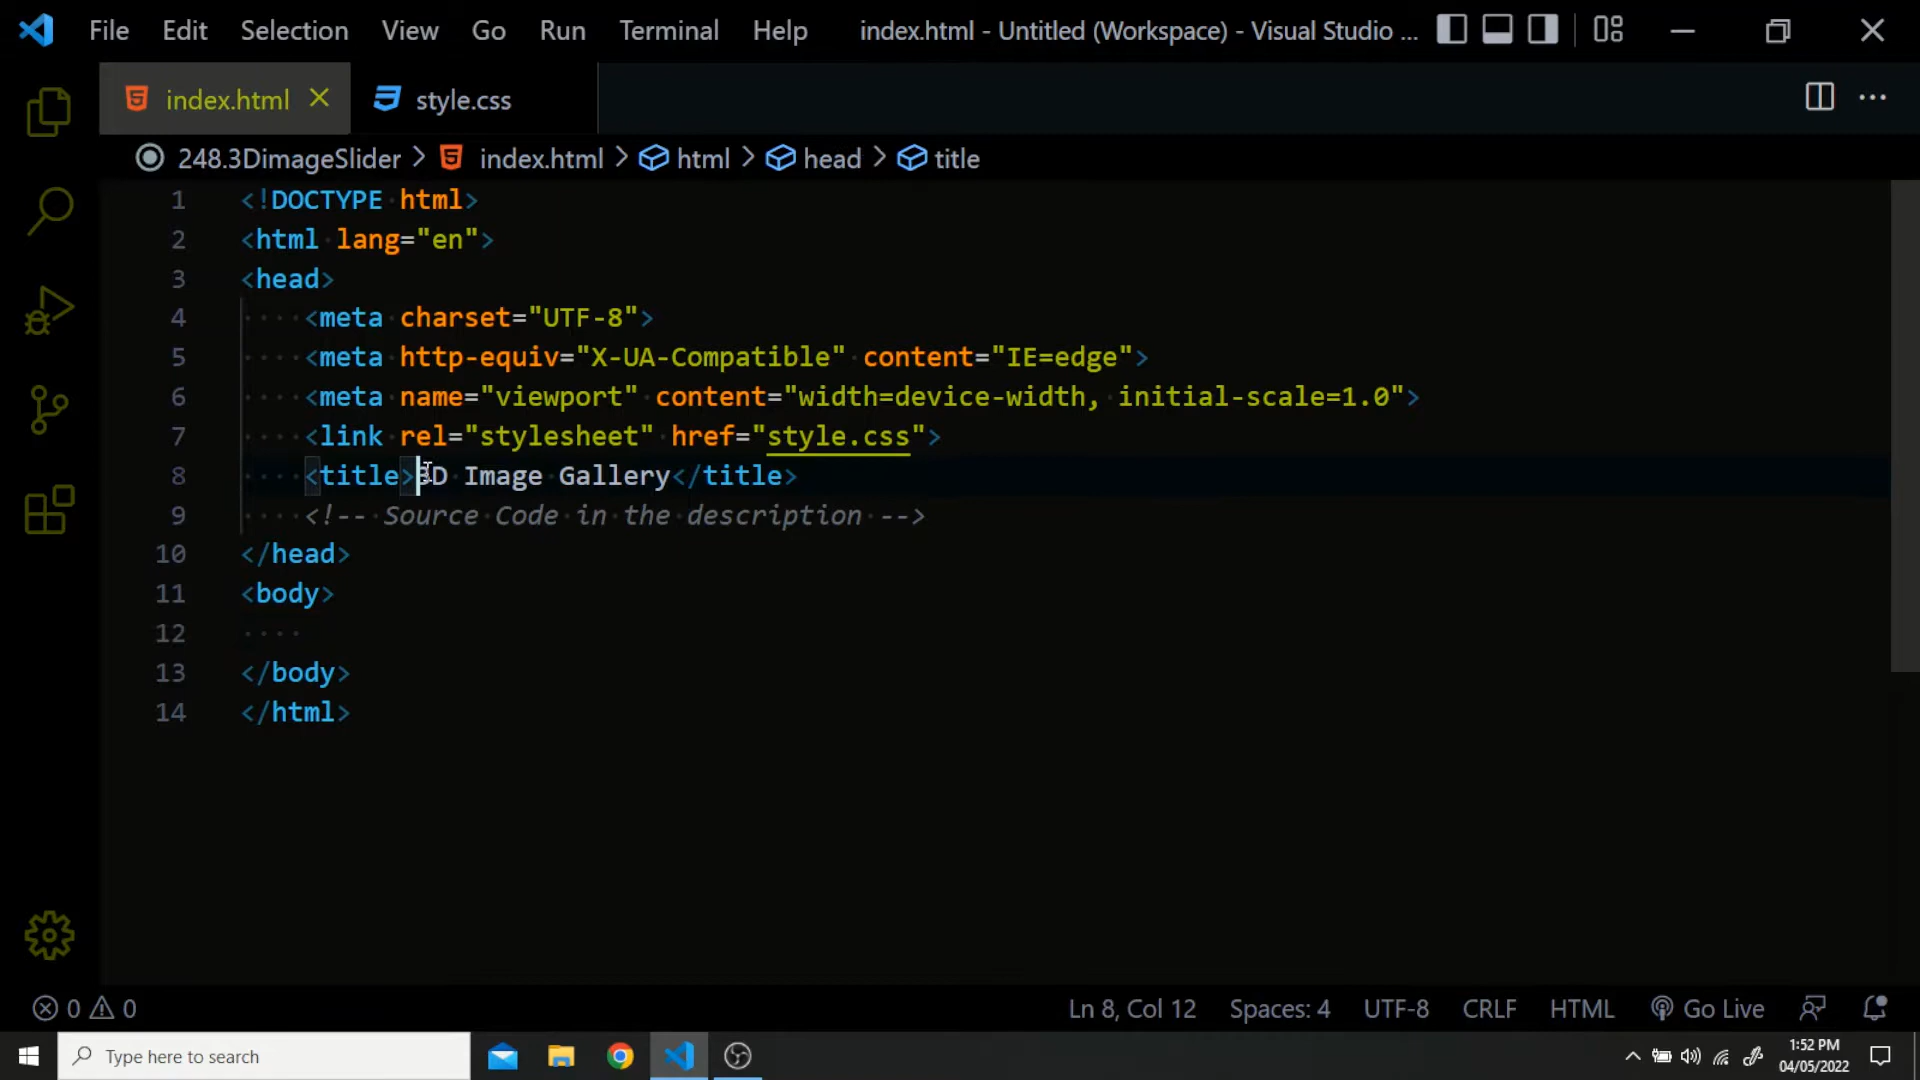 File Edit Selection View Go Run Terminal Help index.html - Untitled (Workspace) - Visual Studio ...
index.html style.css
248.3DimageSlider > index.html > html > head > title
1 <!DOCTYPE html>
2 <html lang="en">
3 <head>
4 <meta charset="UTF-8">
5 <meta http-equiv="X-UA-Compatible" content="IE=edge">
6 <meta name="viewport" content="width=device-width, initial-scale=1.0">
7 <link rel="stylesheet" href="style.css">
8 <title>3D Image Gallery</title>
9 <!-- Source Code in the description -->
10 </head>
11 <body>
12
13 </body>
14 </html>
0 0 Ln 8, Col 12 Spaces: 4 UTF-8 CRLF HTML Go Live
Type here to search
1:52 PM
04/05/2022